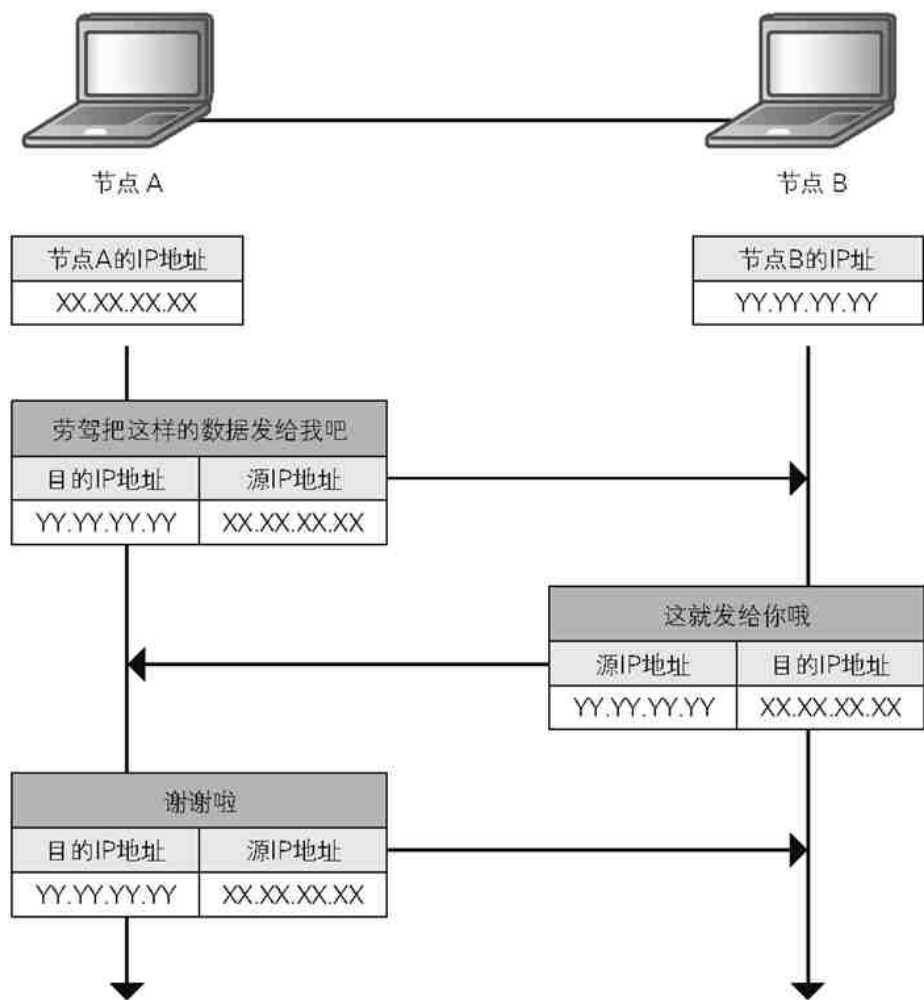 节点 A
节点 B
节点A的IP地址
XX.XX.XX.XX
节点B的IP址
YY.YY.YY.YY
劳驾把这样的数据发给我吧
目的IP地址 源IP地址
YY.YY.YY.YY XX.XX.XX.XX
这就发给你哦
源IP地址 目的IP地址
YY.YY.YY.YY XX.XX.XX.XX
谢谢啦
目的IP地址 源IP地址
YY.YY.YY.YY XX.XX.XX.XX